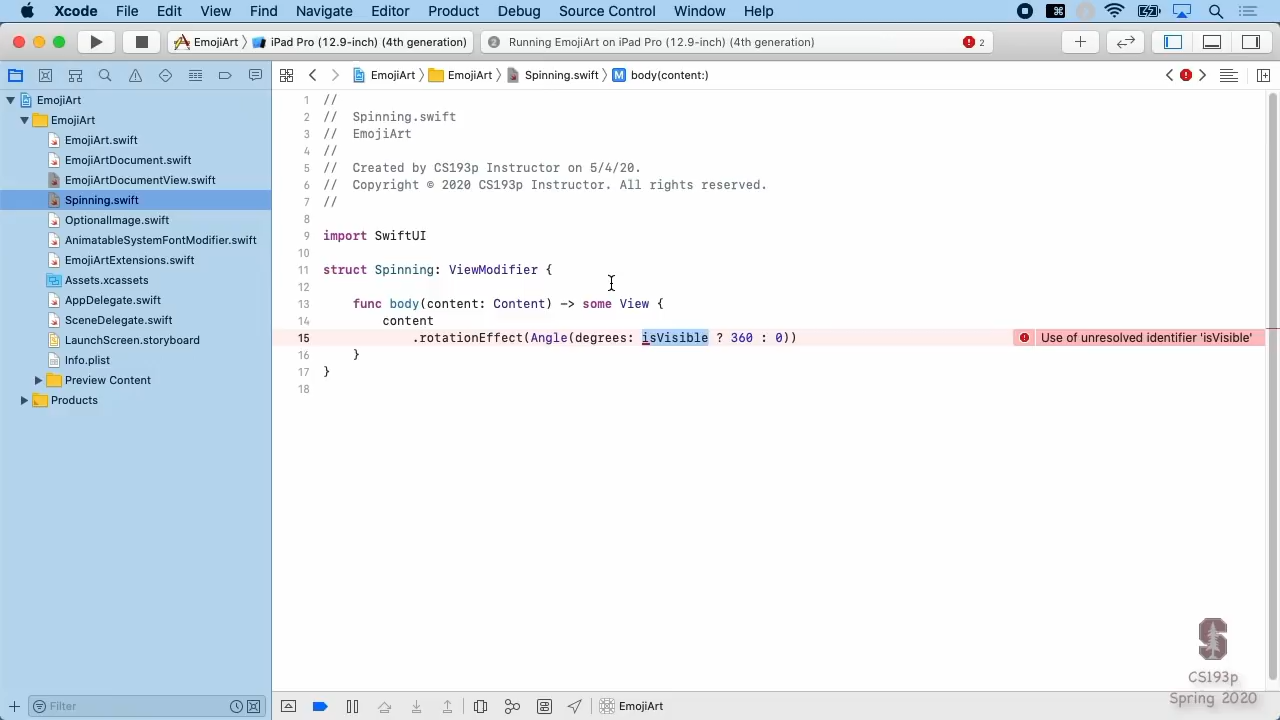 Xcode File Edit View Find Navigate Editor Product Debug Source Control Window Help
EmojiArt 〉 iPad Pro (12.9-inch) (4th generation)
2 Running EmojiArt on iPad Pro (12.9-inch) (4th generation) 2
EmojiArt 〉 EmojiArt 〉 Spinning.swift 〉 M body(content:)
EmojiArt
EmojiArt
EmojiArt.swift
EmojiArtDocument.swift
EmojiArtDocumentView.swift
Spinning.swift
OptionalImage.swift
AnimatableSystemFontModifier.swift
EmojiArtExtensions.swift
Assets.xcassets
AppDelegate.swift
SceneDelegate.swift
LaunchScreen.storyboard
Info.plist
Preview Content
Products
Filter
1 //
2 //  Spinning.swift
3 //  EmojiArt
4 //
5 //  Created by CS193p Instructor on 5/4/20.
6 //  Copyright © 2020 CS193p Instructor. All rights reserved.
7 //
8
9 import SwiftUI
10
11 struct Spinning: ViewModifier {
12
13     func body(content: Content) -> some View {
14         content
15             .rotationEffect(Angle(degrees: isVisible ? 360 : 0))
Use of unresolved identifier 'isVisible'
16     }
17 }
18
EmojiArt
S
CS193p
Spring 2020